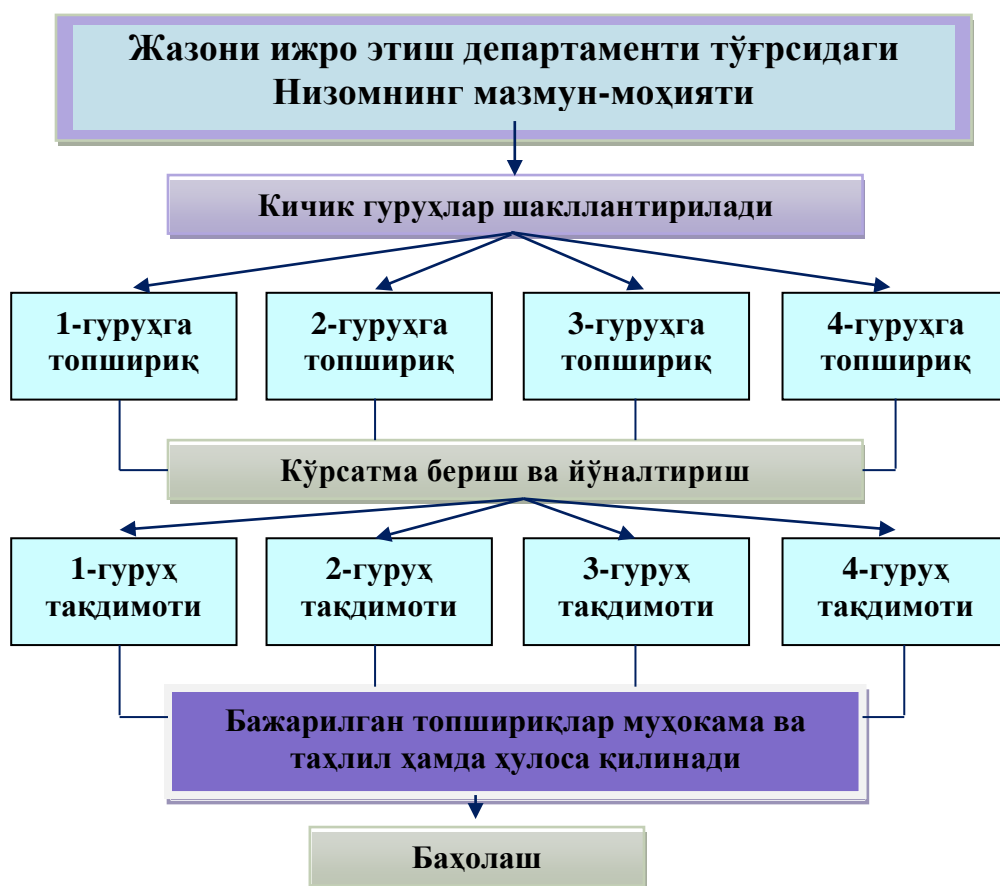 Жазони ижро этиш департаменти тўғрсидаги
Низомнинг мазмун-моҳияти
Кичик гуруҳлар шакллантирилади
1-гуруҳга
топшириқ
2-гуруҳга
топшириқ
3-гуруҳга
топшириқ
4-гуруҳга
топшириқ
Кўрсатма бериш ва йўналтириш
1-гуруҳ
тақдимоти
2-гуруҳ
тақдимоти
3-гуруҳ
тақдимоти
4-гуруҳ
тақдимоти
Бажарилган топшириқлар муҳокама ва
таҳлил ҳамда ҳулоса қилинади
Баҳолаш